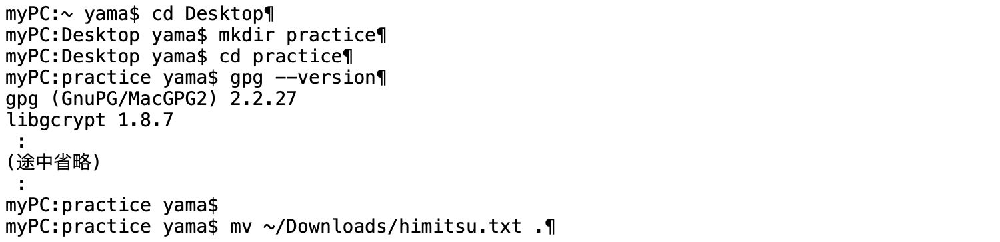 myPC:~ yama$ cd Desktop¶
myPC:Desktop yama$ mkdir practice¶
myPC:Desktop yama$ cd practice¶
myPC:practice yama$ gpg --version¶
gpg (GnuPG/MacGPG2) 2.2.27
libgcrypt 1.8.7
:
(途中省略)
:
myPC:practice yama$
myPC:practice yama$ mv ~/Downloads/himitsu.txt .¶